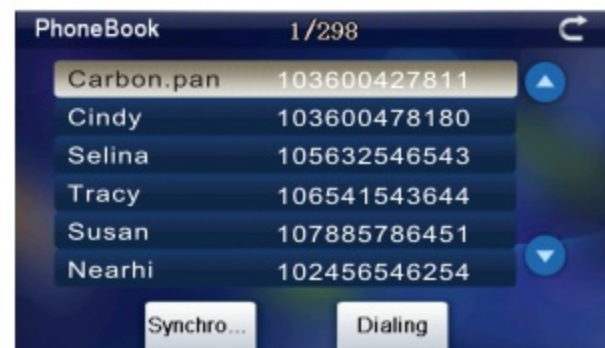 PhoneBook 1/298
Carbon.pan 103600427811
Cindy 103600478180
Selina 105632546543
Tracy 106541543644
Susan 107885786451
Nearhi 102456546254
Synchro... Dialing